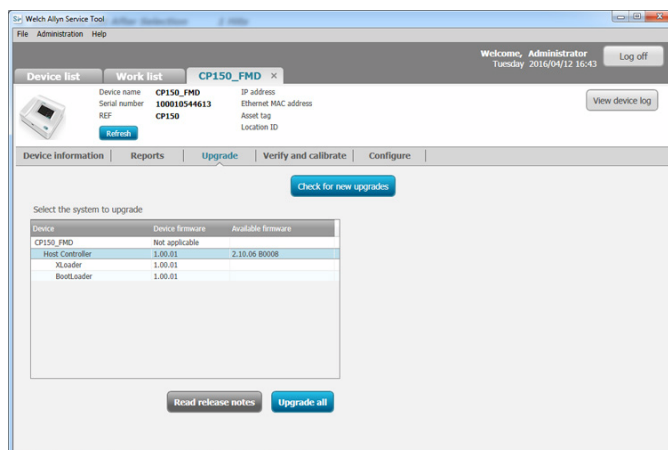 Welch Allyn Service Tool
After Selection 2 Hits
File Administration Help
Welcome, Administrator
Tuesday 2016/04/12 16:43
Log off
Device list Work list CP150_FMD ×
Device name CP150_FMD IP address
Serial number 100010544613 Ethernet MAC address
REF CP150 Asset tag
Location ID
Refresh
View device log
Device information Reports Upgrade Verify and calibrate Configure
Check for new upgrades
Select the system to upgrade
Device Device firmware Available firmware
CP150_FMD Not applicable
Host Controller 1.00.01 2.10.06 B0008
XLoader 1.00.01
BootLoader 1.00.01
Read release notes Upgrade all